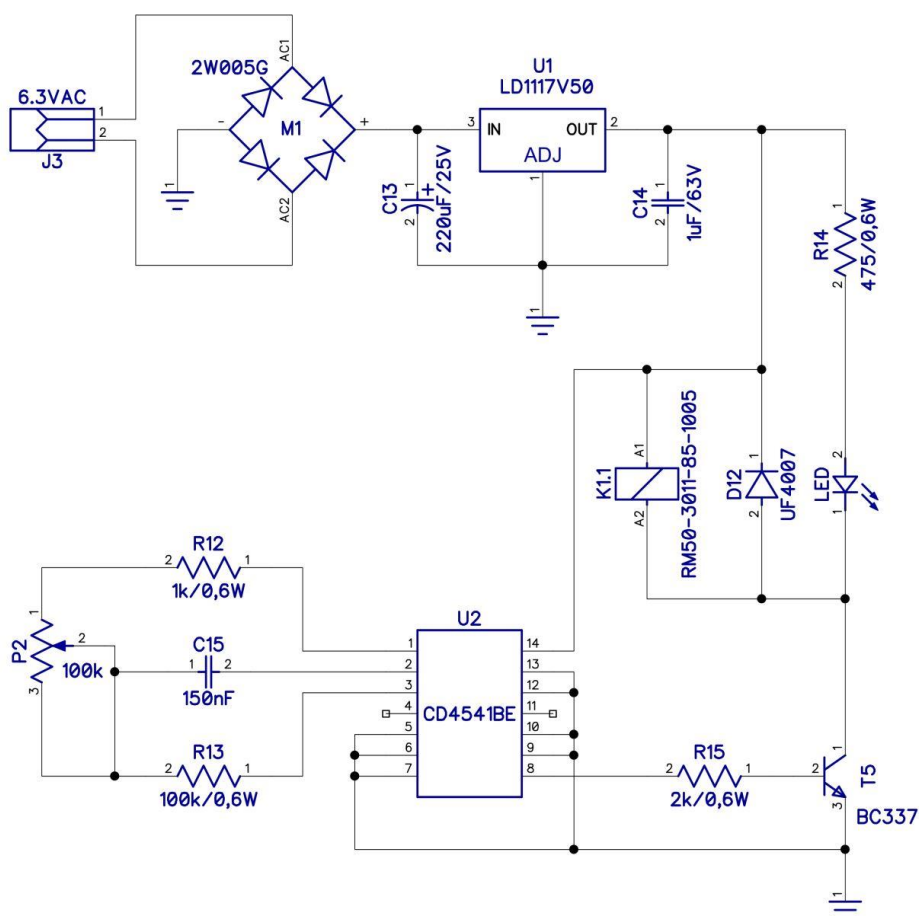 6.3VAC
1
2
J3
AC1
2W005G
-
+
M1
AC2
1
U1
LD1117V50
3
IN
OUT
2
ADJ
1
1
1
+
2
C13
220uF/25V
1
2
C14
1uF/63V
1
2
R14
475/0,6W
A1
A2
K1.1
RM50-3011-85-1005
1
2
D12
UF4007
2
1
LED
R12
2
1
1k/0,6W
P2
1
2
3
100k
C15
1
2
150nF
R13
2
1
100k/0,6W
U2
CD4541BE
1
2
3
4
5
6
7
14
13
12
11
10
9
8
R15
2
1
2k/0,6W
1
2
3
T5
BC337
1